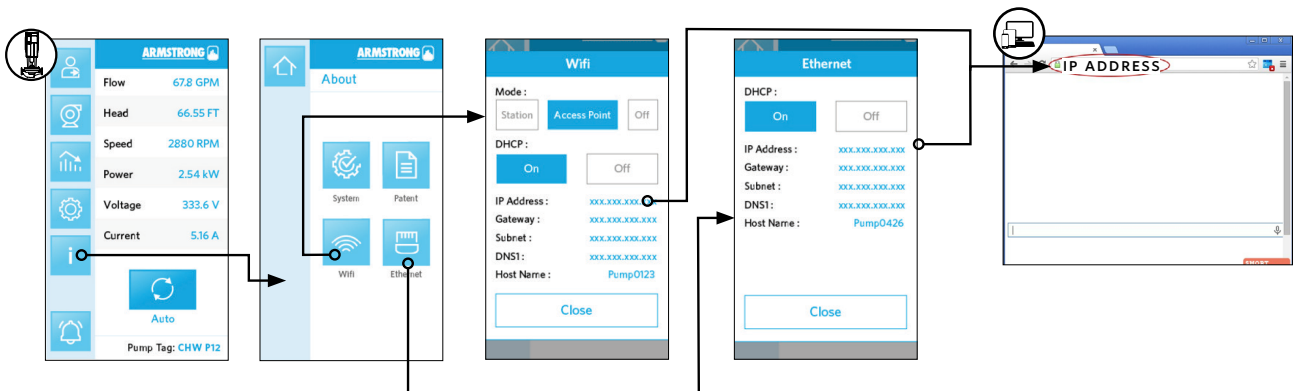 ARMSTRONG
Flow 67.8 GPM
Head 66.55 FT
Speed 2880 RPM
Power 2.54 kW
Voltage 333.6 V
Current 5.16 A
i
Auto
Pump Tag: CHW P12
ARMSTRONG
About
System Patent
Wifi Ethernet
Wifi
Mode :
Station Access Point Off
DHCP :
On Off
IP Address : xxx.xxx.xxx.xxx
Gateway : xxx.xxx.xxx.xxx
Subnet : xxx.xxx.xxx.xxx
DNS1: xxx.xxx.xxx.xxx
Host Name : Pump0123
Close
Ethernet
DHCP :
On Off
IP Address : xxx.xxx.xxx.xxx
Gateway : xxx.xxx.xxx.xxx
Subnet : xxx.xxx.xxx.xxx
DNS1: xxx.xxx.xxx.xxx
Host Name : Pump0426
Close
IP ADDRESS